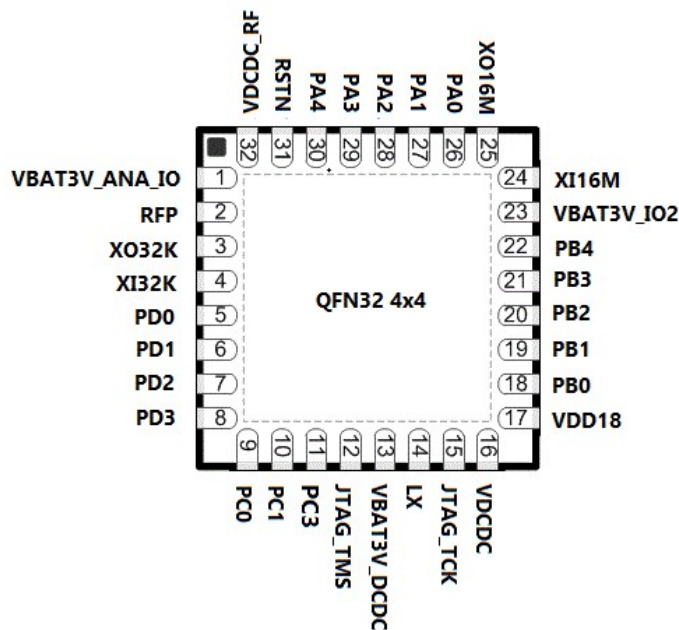 VDCDC_RF
RSTN
PA4
PA3
PA2
PA1
PA0
XO16M
32
31
30
29
28
27
26
25
VBAT3V_ANA_IO 1
RFP 2
XO32K 3
XI32K 4
PD0 5
PD1 6
PD2 7
PD3 8
QFN32 4x4
24 XI16M
23 VBAT3V_IO2
22 PB4
21 PB3
20 PB2
19 PB1
18 PB0
17 VDD18
9
10
11
12
13
14
15
16
PC0
PC1
PC3
JTAG_TMS
VBAT3V_DCDC
LX
JTAG_TCK
VDCDC